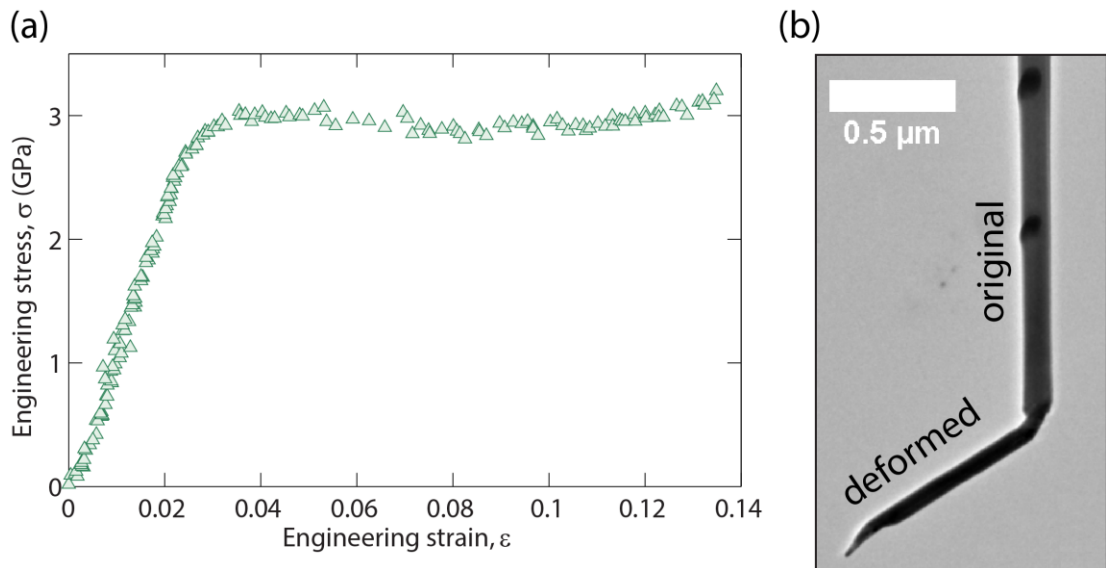 (a)
Engineering stress, σ (GPa)
3
2
1
0
0 0.02 0.04 0.06 0.08 0.1 0.12 0.14
Engineering strain, ε
(b)
0.5 µm
original
deformed